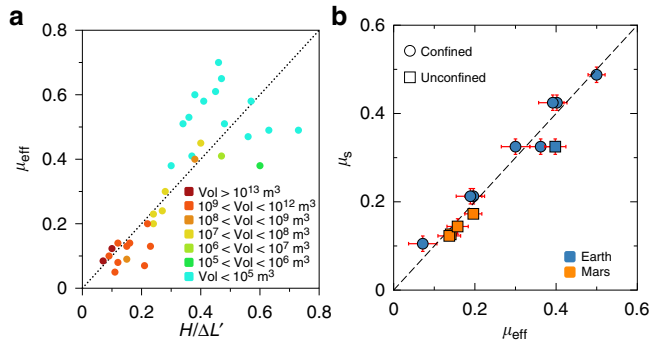 a
μeff
0.8
0.6
0.4
0.2
0
0
0.2
0.4
0.6
0.8
H/ΔL′
Vol > 10¹³ m³
10⁹ < Vol < 10¹² m³
10⁸ < Vol < 10⁹ m³
10⁷ < Vol < 10⁸ m³
10⁶ < Vol < 10⁷ m³
10⁵ < Vol < 10⁶ m³
Vol < 10⁵ m³
b
μs
0.6
0.4
0.2
0
0
0.2
0.4
0.6
μeff
Confined
Unconfined
Earth
Mars